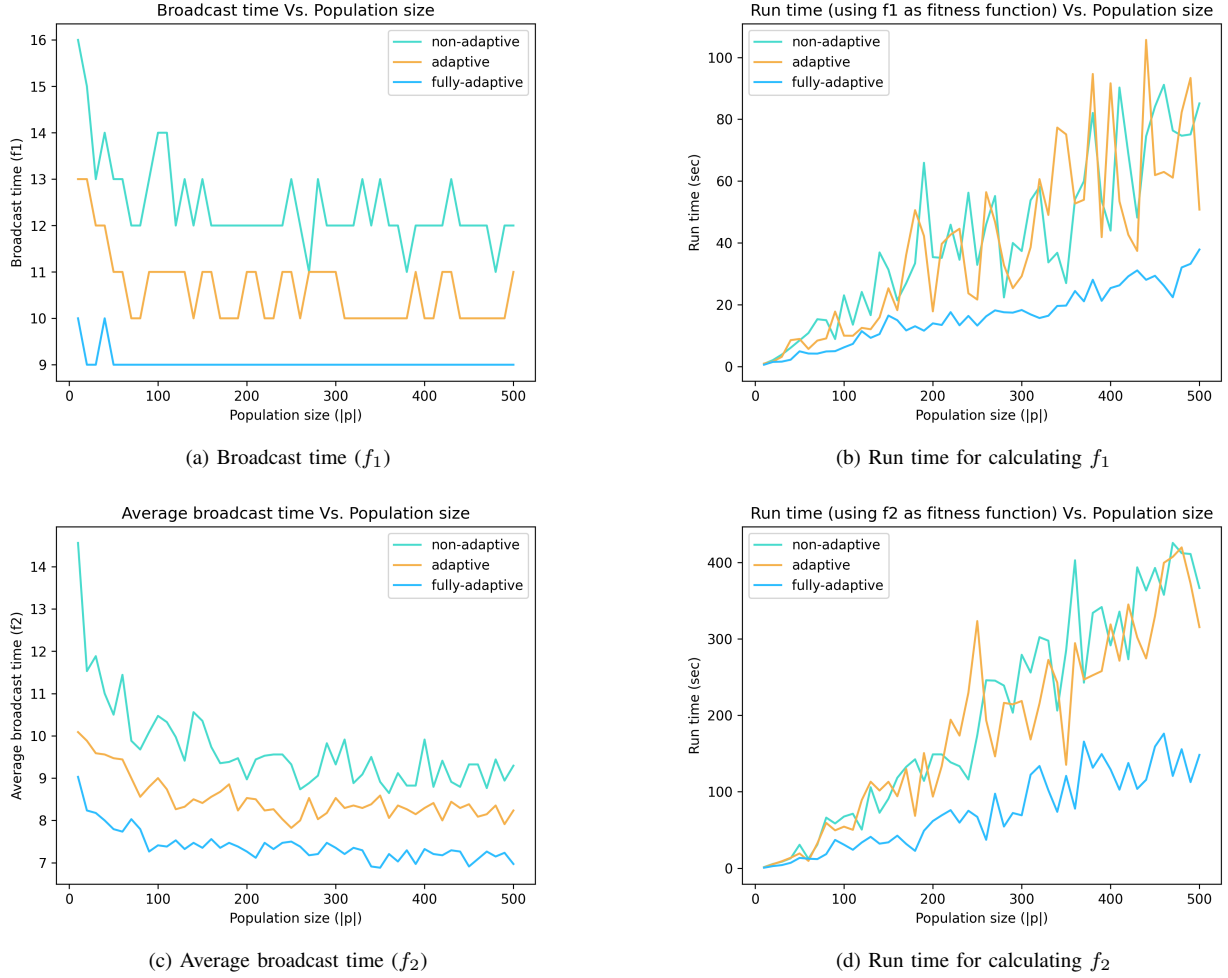 Broadcast time Vs. Population size
16
15
14
13
12
11
10
9
Broadcast time (f1)
non-adaptive
adaptive
fully-adaptive
0 100 200 300 400 500
Population size (|p|)
(a) Broadcast time (f₁)
Run time (using f1 as fitness function) Vs. Population size
100
80
60
40
20
0
Run time (sec)
non-adaptive
adaptive
fully-adaptive
0 100 200 300 400 500
Population size (|p|)
(b) Run time for calculating f₁
Average broadcast time Vs. Population size
14
13
12
11
10
9
8
7
Average broadcast time (f2)
non-adaptive
adaptive
fully-adaptive
0 100 200 300 400 500
Population size (|p|)
(c) Average broadcast time (f₂)
Run time (using f2 as fitness function) Vs. Population size
400
300
200
100
0
Run time (sec)
non-adaptive
adaptive
fully-adaptive
0 100 200 300 400 500
Population size (|p|)
(d) Run time for calculating f₂